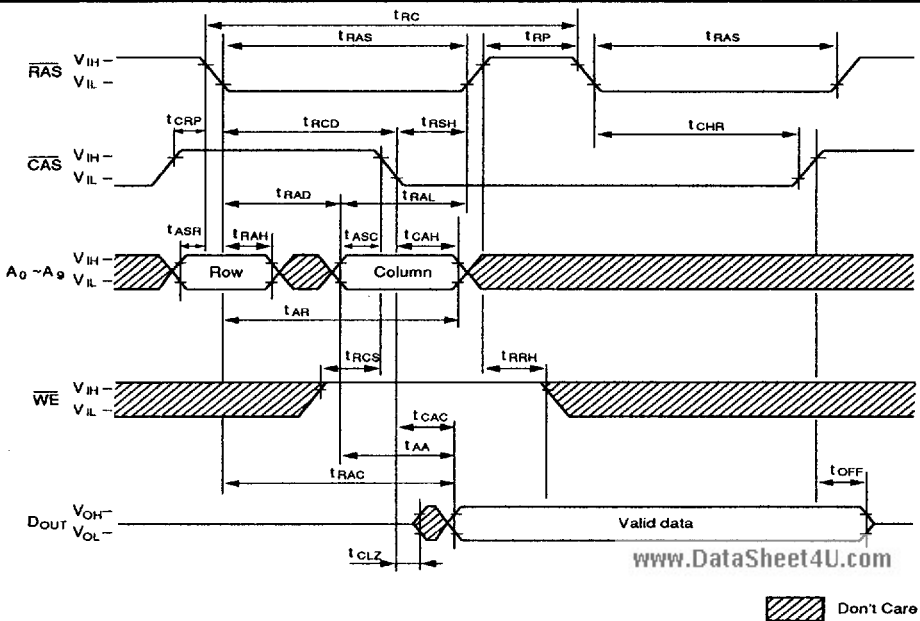 tRC
tRAS tRP tRAS
RAS VIH–
VIL–
tCRP tRCD tRSH tCHR
CAS VIH–
VIL–
tRAD tRAL
tASR tRAH tASC tCAH
A0 ~A9 VIH–
VIL–
Row Column
tAR
tRCS tRRH
WE VIH–
VIL–
tCAC
tAA
tRAC tOFF
DOUT VOH–
VOL–
Valid data
tCLZ
www.DataSheet4U.com
Don't Care